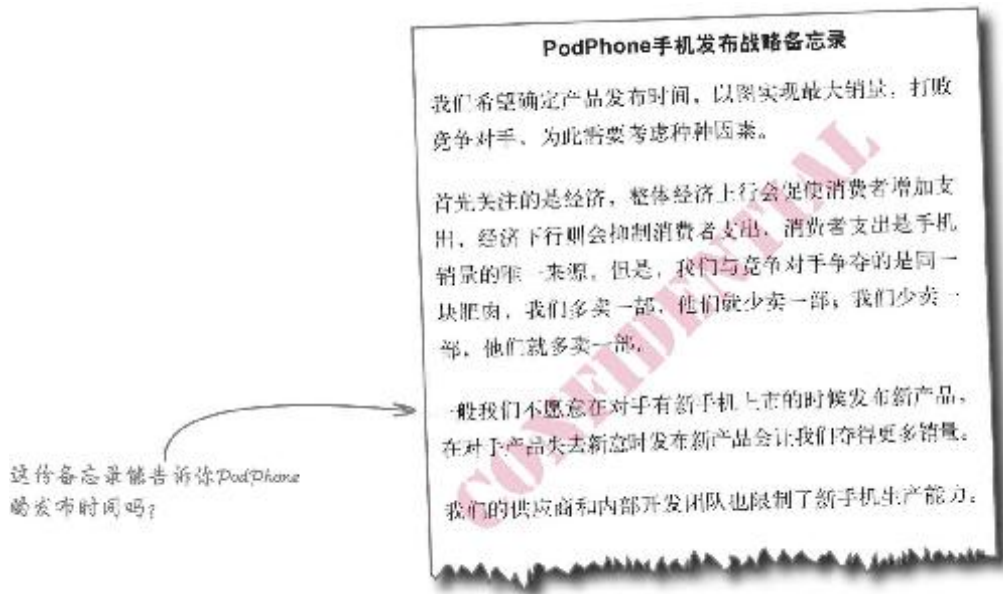 PodPhone手机发布战略备忘录
我们希望确定产品发布时间，以图实现最大销量，打败
竞争对手，为此需要考虑种种因素。
首先关注的是经济，整体经济上行会促使消费者增加支
出，经济下行则会抑制消费者支出，消费者支出是手机
销量的唯一来源，但是，我们与竞争对手争夺的是同一
块肥肉，我们多卖一部，他们就少卖一部；我们少卖一
部，他们就多卖一部。
一般我们不愿意在对手有新手机上市的时候发布新产品，
在对手产品失去新意时发布新产品会让我们夺得更多销量。
我们的供应商和内部开发团队也限制了新手机生产能力。
CONFIDENTIAL
这份备忘录能告诉你PodPhone
的发布时间吗？